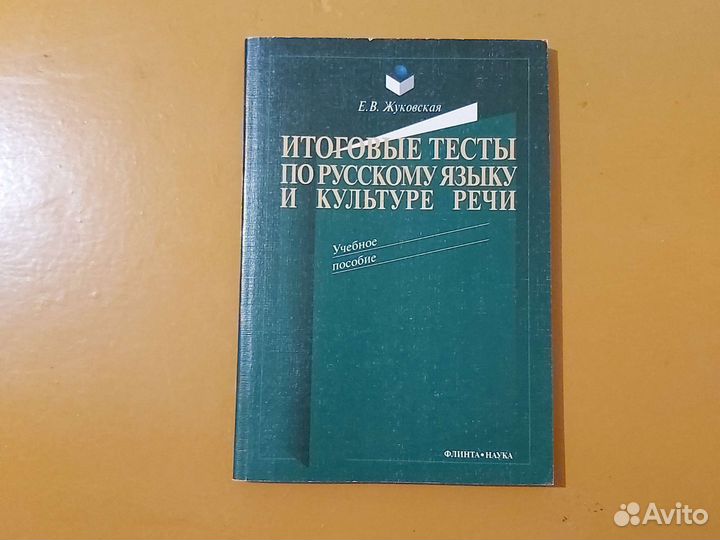 Е.В. Жуковская
ИТОГОВЫЕ ТЕСТЫ
ПО РУССКОМУ ЯЗЫКУ
И КУЛЬТУРЕ РЕЧИ
Учебное
пособие
ФЛИНТА • НАУКА
Avito